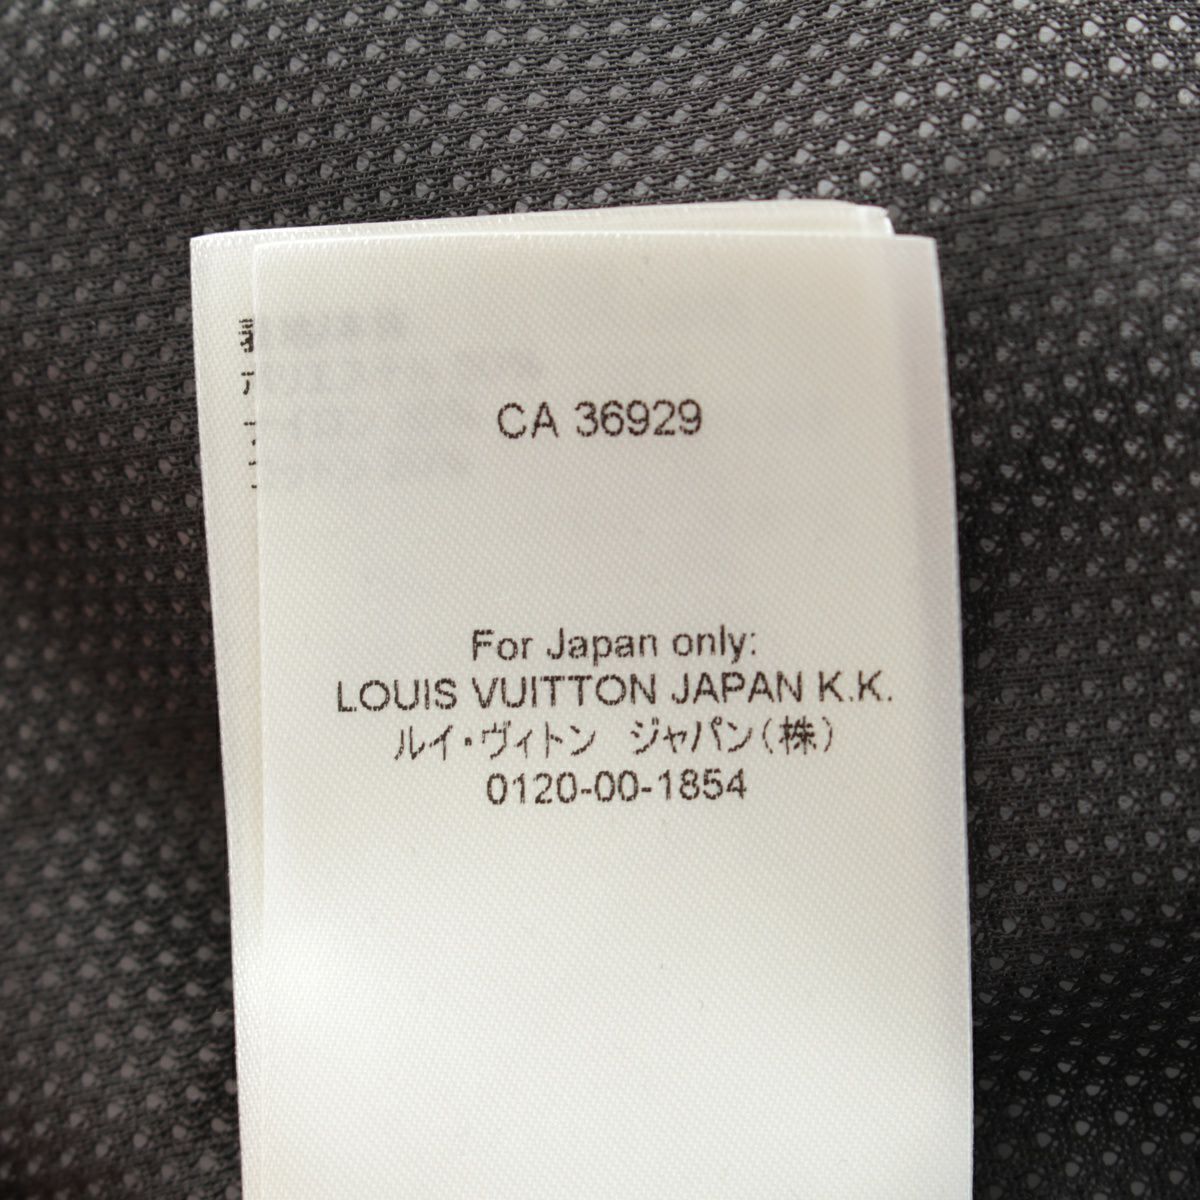 CA 36929
For Japan only:
LOUIS VUITTON JAPAN K.K.
ルイ・ヴィトン ジャパン(株)
0120-00-1854